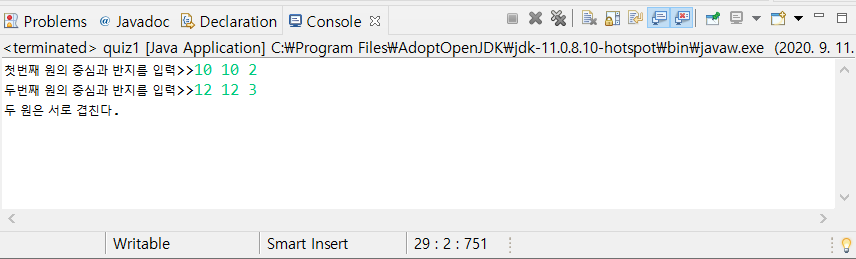 Problems @ Javadoc Declaration Console
<terminated> quiz1 [Java Application] C:₩Program Files₩AdoptOpenJDK₩jdk-11.0.8.10-hotspot₩bin₩javaw.exe (2020. 9. 11.
첫번째 원의 중심과 반지름 입력>>10 10 2
두번째 원의 중심과 반지름 입력>>12 12 3
두 원은 서로 겹친다.
Writable Smart Insert 29 : 2 : 751